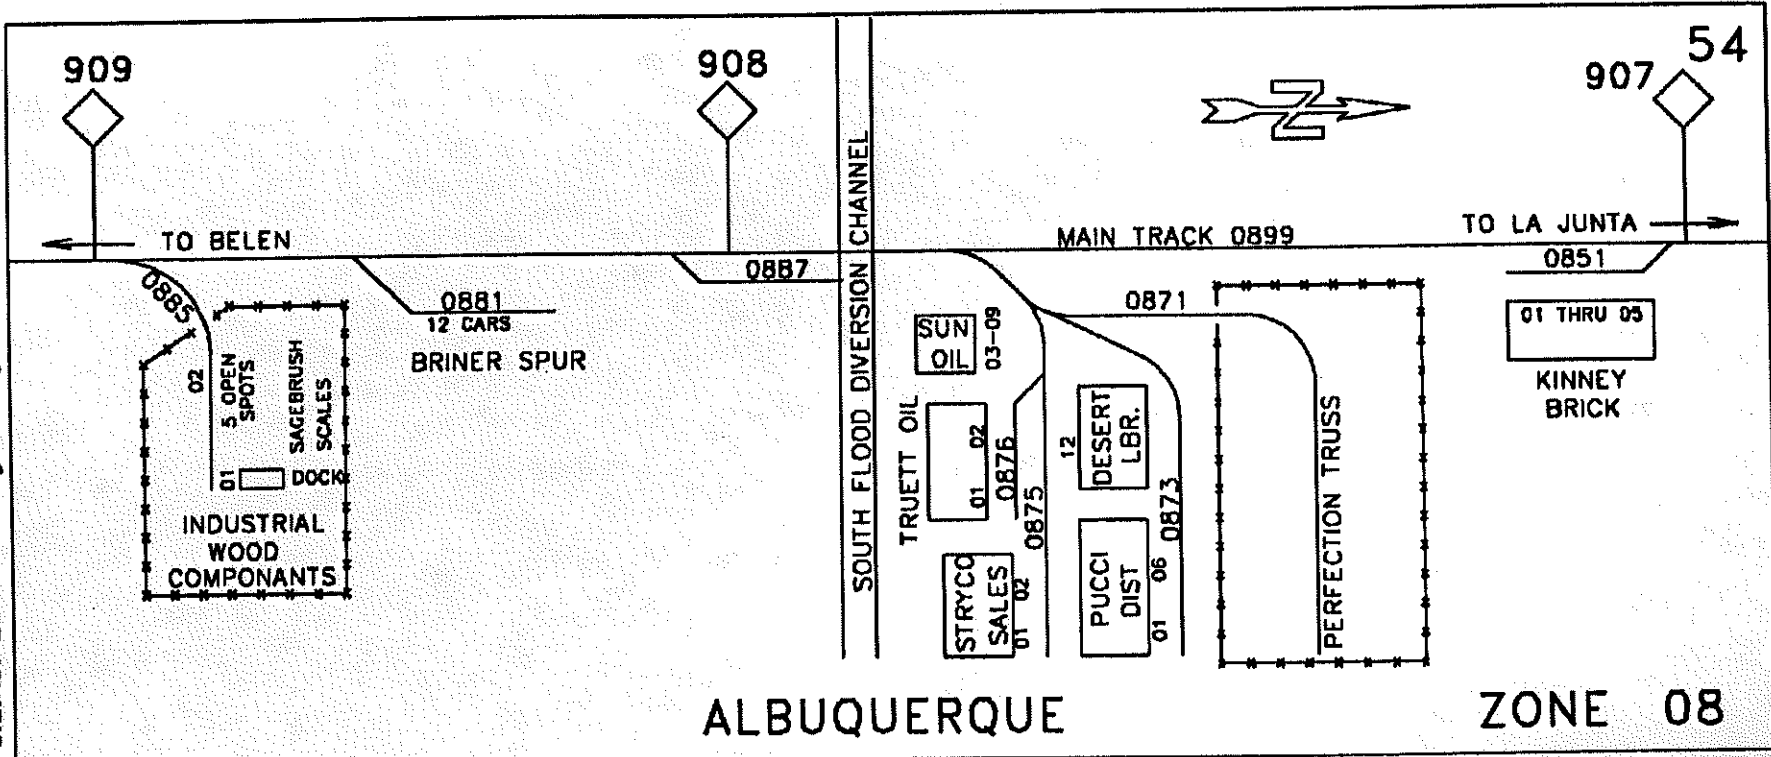 54
909
908
907
N
SOUTH FLOOD DIVERSION CHANNEL
TO BELEN
MAIN TRACK 0899
TO LA JUNTA
0885
0881
12 CARS
BRINER SPUR
0887
0871
0851
02
5 OPEN
SPOTS
SAGEBRUSH
SCALES
01
DOCK
INDUSTRIAL
WOOD
COMPONANTS
SUN
OIL
03-09
TRUETT OIL
01 02
0876
0875
STRYCO
SALES
01 02
12
DESERT
LBR.
0873
PUCCI
DIST
01 06
PERFECTION TRUSS
01 THRU 05
KINNEY
BRICK
ALBUQUERQUE
ZONE 08